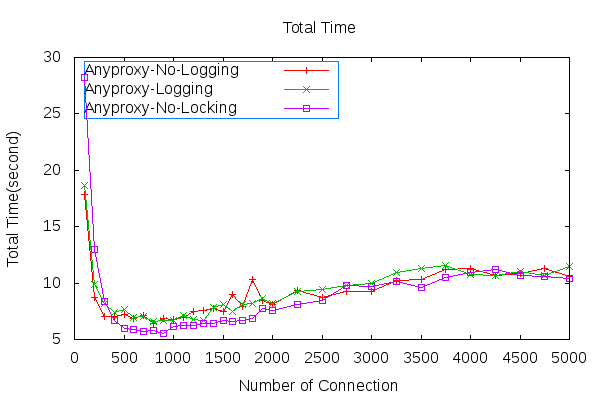 Total Time
30
25
20
15
10
5
Total Time(second)
Anyproxy-No-Logging
Anyproxy-Logging
Anyproxy-No-Locking
0 500 1000 1500 2000 2500 3000 3500 4000 4500 5000
Number of Connection